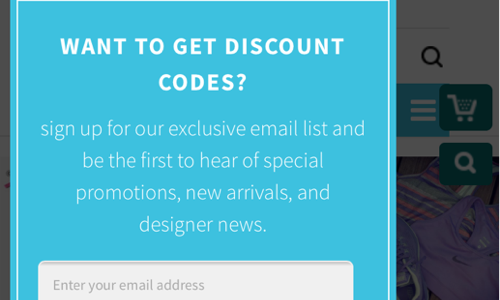 WANT TO GET DISCOUNT
CODES?
sign up for our exclusive email list and
be the first to hear of special
promotions, new arrivals, and
designer news.
Enter your email address